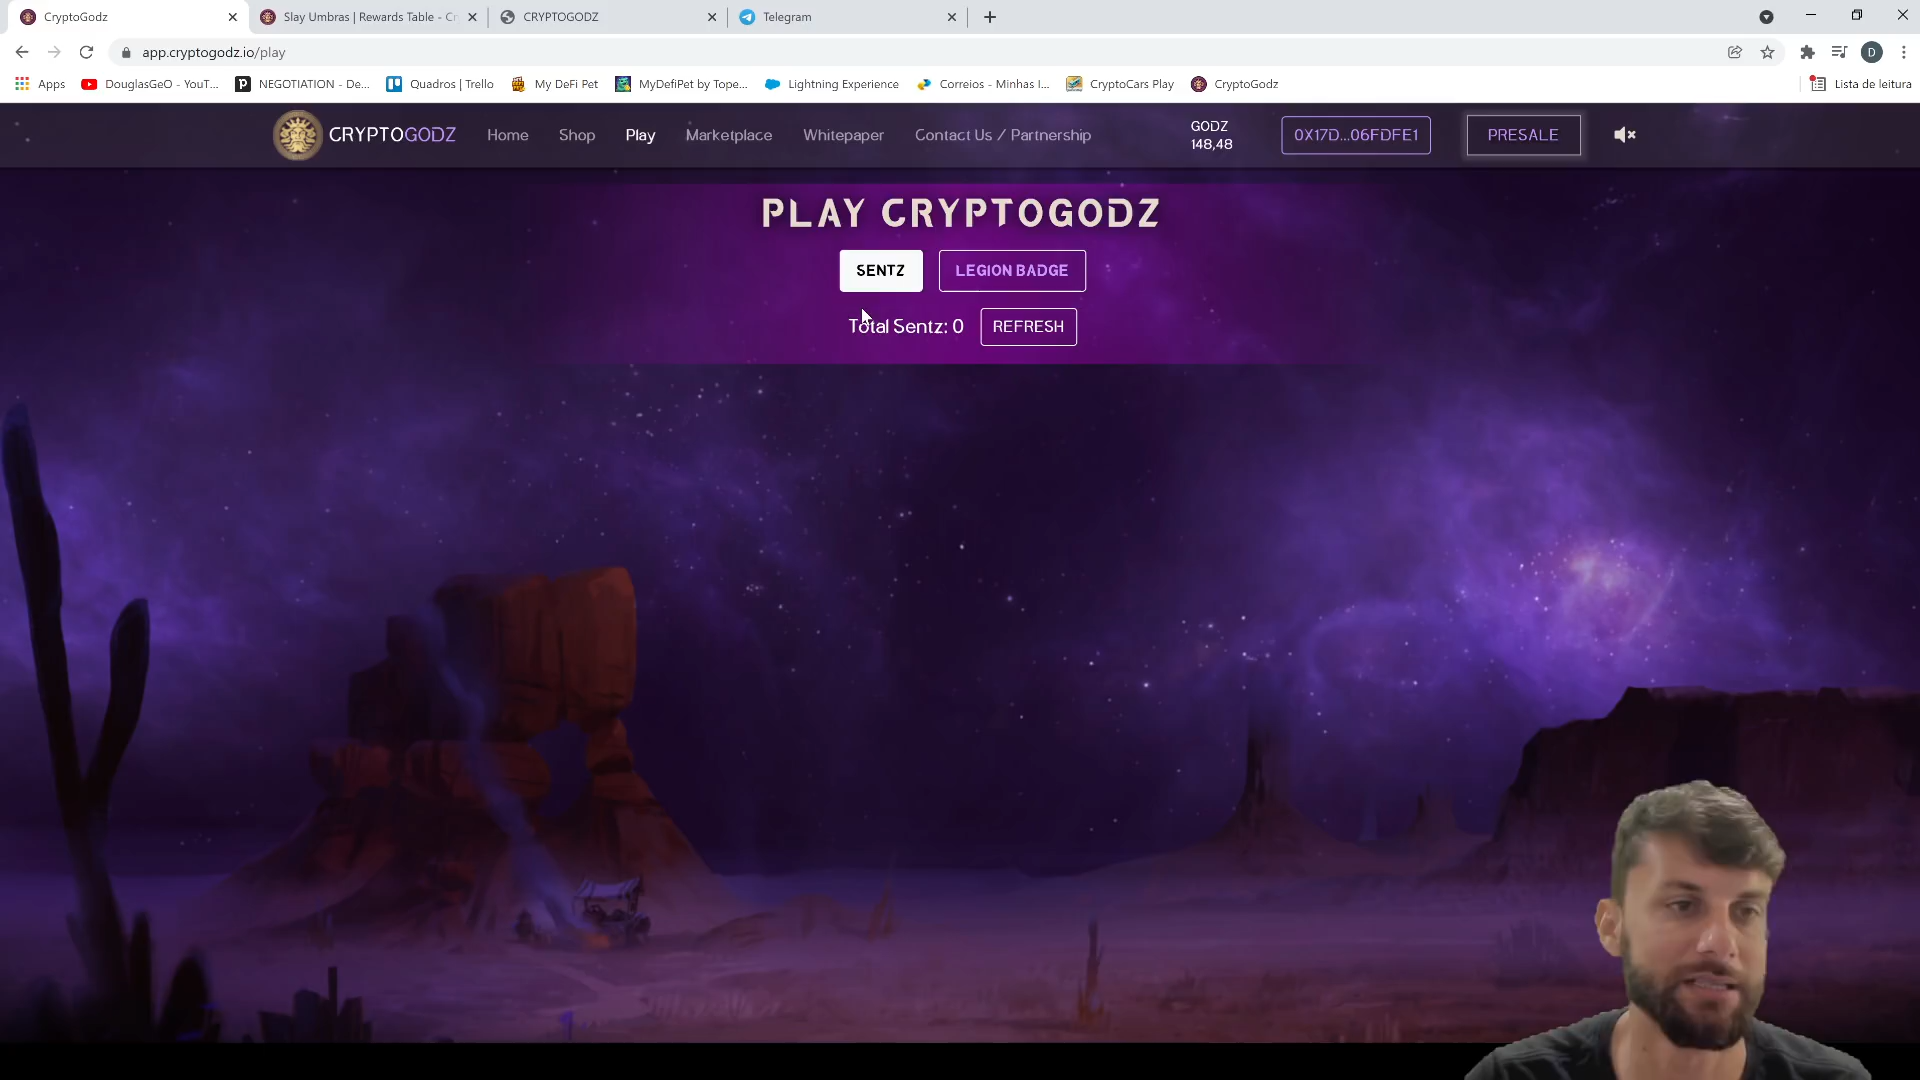 CryptoGodz
Slay Umbras | Rewards Table - Cr
CRYPTOGODZ
Telegram
app.cryptogodz.io/play
D
Apps
DouglasGeO - YouT...
NEGOTIATION - De...
Quadros | Trello
My DeFi Pet
MyDefiPet by Tope...
Lightning Experience
Correios - Minhas I...
CryptoCars Play
CryptoGodz
Lista de leitura
CRYPTOGODZ
Home
Shop
Play
Marketplace
Whitepaper
Contact Us / Partnership
GODZ
148,48
0X17D...06FDFE1
PRESALE
PLAY CRYPTOGODZ
SENTZ
LEGION BADGE
Total Sentz: 0
REFRESH